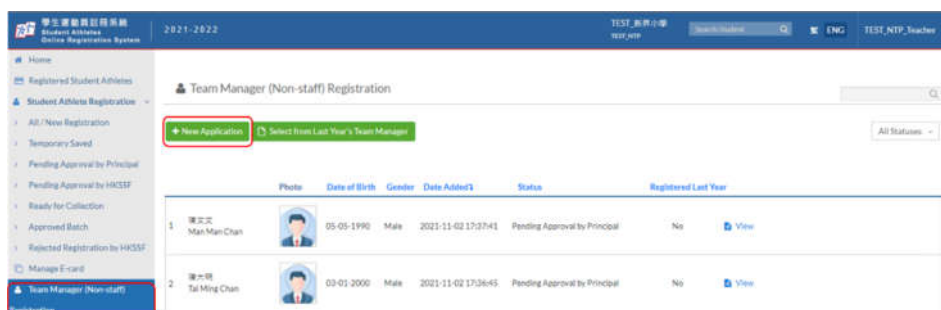 學生運動員註冊系統
Student Athletes
Online Registration System
2021-2022
TEST_新界小學
TEST_NTP
Search Student
繁 ENG
TEST_NTP_Teacher
Home
Registered Student Athletes
Student Athlete Registration
All / New Registration
Temporary Saved
Pending Approval by Principal
Pending Approval by HKSSF
Ready for Collection
Approved Batch
Rejected Registration by HKSSF
Manage E-card
Team Manager (Non-staff)
Registration
Team Manager (Non-staff) Registration
+ New Application
Select from Last Year's Team Manager
All Statuses
Photo Date of Birth Gender Date Added Status Registered Last Year
1 陳文文
Man Man Chan
05-05-1990 Male 2021-11-02 17:37:41 Pending Approval by Principal No View
2 陳大明
Tai Ming Chan
03-01-2000 Male 2021-11-02 17:36:45 Pending Approval by Principal No View